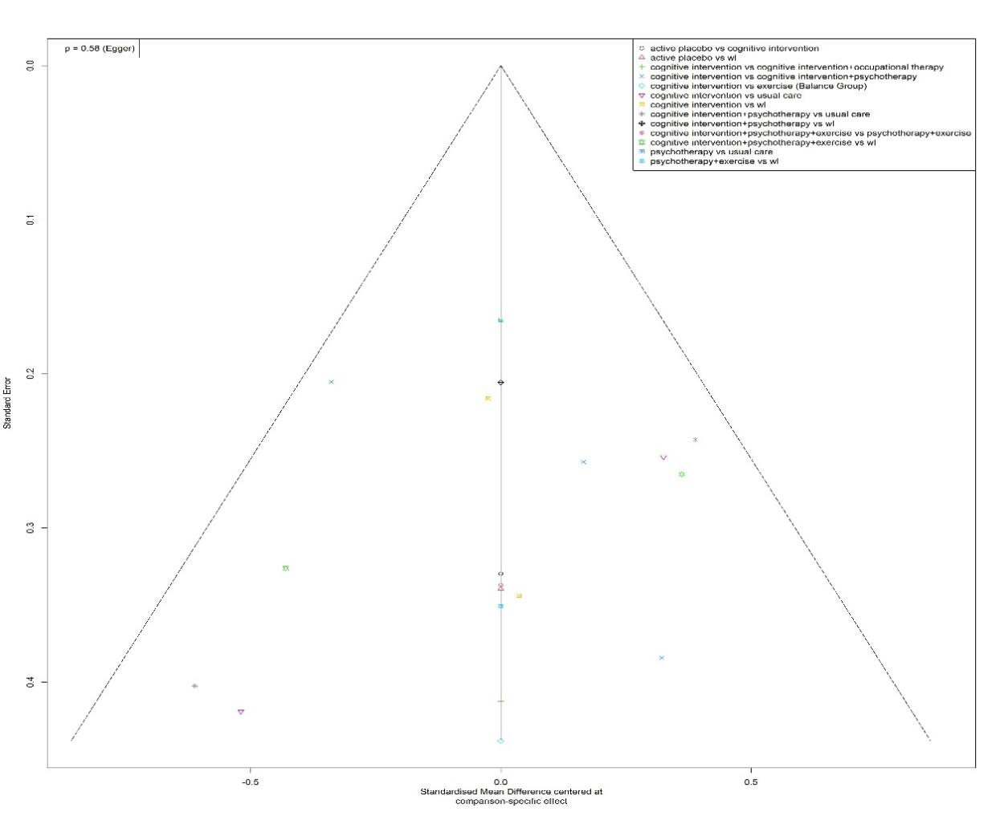 p = 0.58 (Egger)
active placebo vs cognitive intervention
active placebo vs wl
cognitive intervention vs cognitive intervention+occupational therapy
cognitive intervention vs cognitive intervention+psychotherapy
cognitive intervention vs exercise (Balance Group)
cognitive intervention vs usual care
cognitive intervention vs wl
cognitive intervention+psychotherapy vs usual care
cognitive intervention+psychotherapy vs wl
cognitive intervention+psychotherapy+exercise vs psychotherapy+exercise
cognitive intervention+psychotherapy+exercise vs wl
psychotherapy vs usual care
psychotherapy+exercise vs wl
0.0
0.1
0.2
0.3
0.4
Standard Error
-0.5
0.0
0.5
Standardised Mean Difference centered at
comparison-specific effect